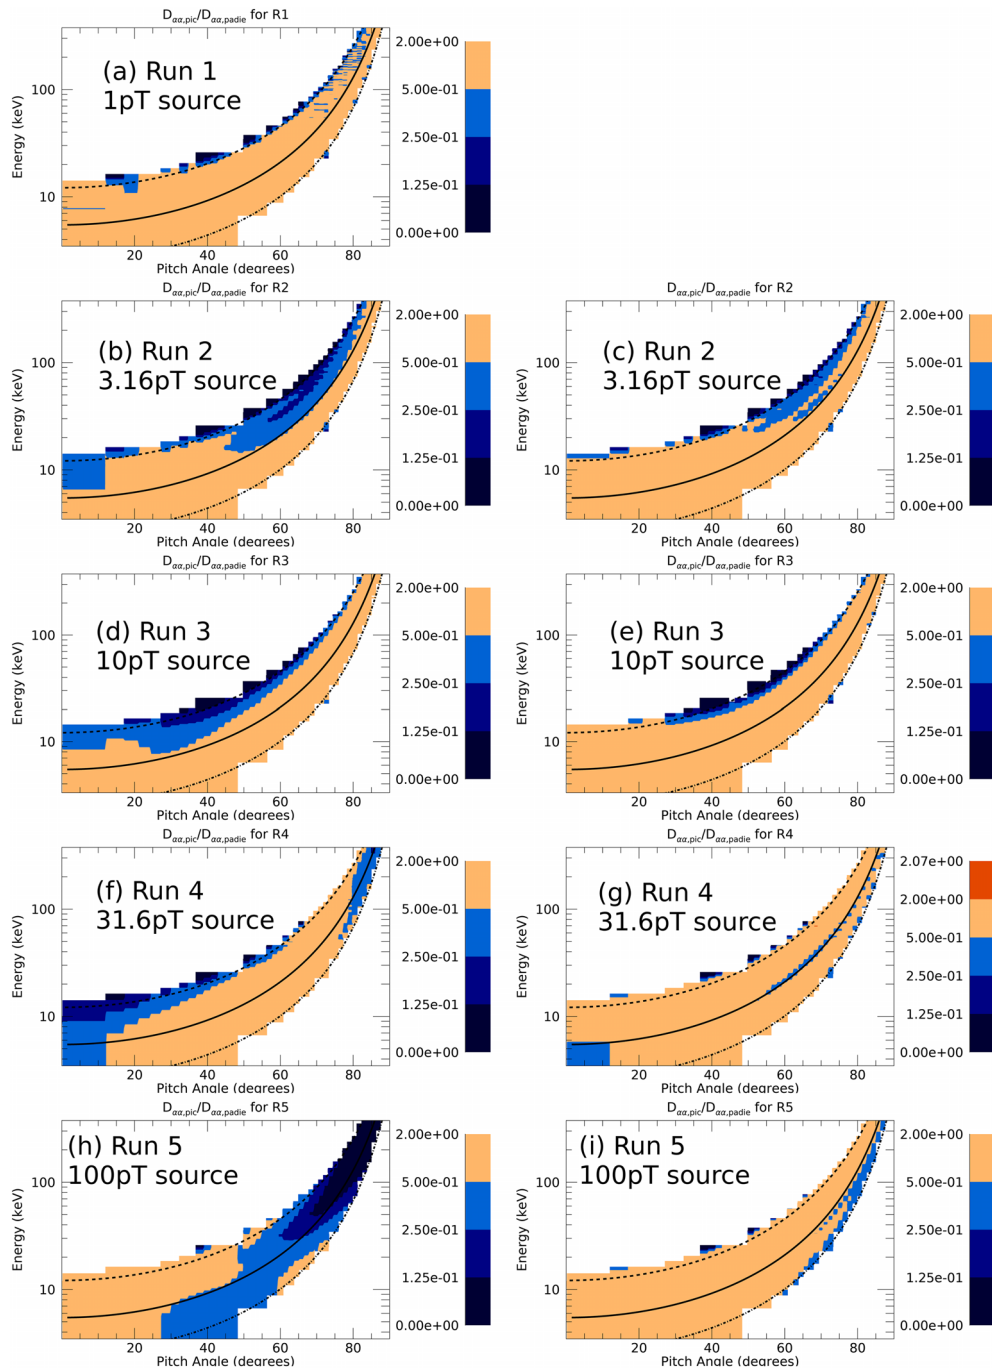 Dαα,pic/Dαα,padie for R1
(a) Run 1
1pT source
Energy (keV)
100
10
20 40 60 80
Pitch Angle (degrees)
2.00e+00
5.00e-01
2.50e-01
1.25e-01
0.00e+00
Dαα,pic/Dαα,padie for R2
(b) Run 2
3.16pT source
Energy (keV)
100
10
20 40 60 80
Pitch Angle (degrees)
2.00e+00
5.00e-01
2.50e-01
1.25e-01
0.00e+00
Dαα,pic/Dαα,padie for R2
(c) Run 2
3.16pT source
Energy (keV)
100
10
20 40 60 80
Pitch Angle (degrees)
2.00e+00
5.00e-01
2.50e-01
1.25e-01
0.00e+00
Dαα,pic/Dαα,padie for R3
(d) Run 3
10pT source
Energy (keV)
100
10
20 40 60 80
Pitch Angle (degrees)
2.00e+00
5.00e-01
2.50e-01
1.25e-01
0.00e+00
Dαα,pic/Dαα,padie for R3
(e) Run 3
10pT source
Energy (keV)
100
10
20 40 60 80
Pitch Angle (degrees)
2.00e+00
5.00e-01
2.50e-01
1.25e-01
0.00e+00
Dαα,pic/Dαα,padie for R4
(f) Run 4
31.6pT source
Energy (keV)
100
10
20 40 60 80
Pitch Angle (degrees)
2.00e+00
5.00e-01
2.50e-01
1.25e-01
0.00e+00
Dαα,pic/Dαα,padie for R4
(g) Run 4
31.6pT source
Energy (keV)
100
10
20 40 60 80
Pitch Angle (degrees)
2.07e+00
2.00e+00
5.00e-01
2.50e-01
1.25e-01
0.00e+00
Dαα,pic/Dαα,padie for R5
(h) Run 5
100pT source
Energy (keV)
100
10
20 40 60 80
Pitch Angle (degrees)
2.00e+00
5.00e-01
2.50e-01
1.25e-01
0.00e+00
Dαα,pic/Dαα,padie for R5
(i) Run 5
100pT source
Energy (keV)
100
10
20 40 60 80
Pitch Angle (degrees)
2.00e+00
5.00e-01
2.50e-01
1.25e-01
0.00e+00